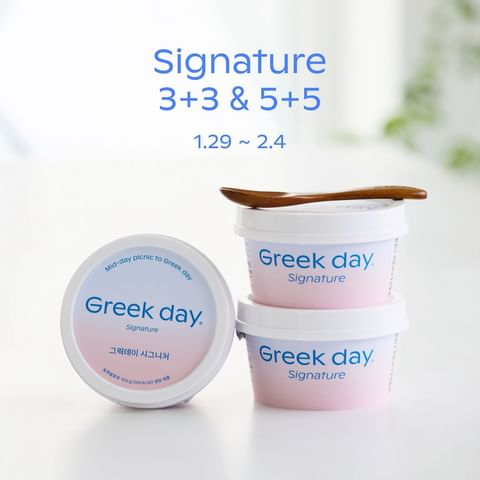 Signature
3+3 & 5+5
1.29 ~ 2.4
Mid-day picnic to Greek day
Greek day®
Signature
그릭데이 시그니처
Greek day.
Signature
Greek day.
Signature